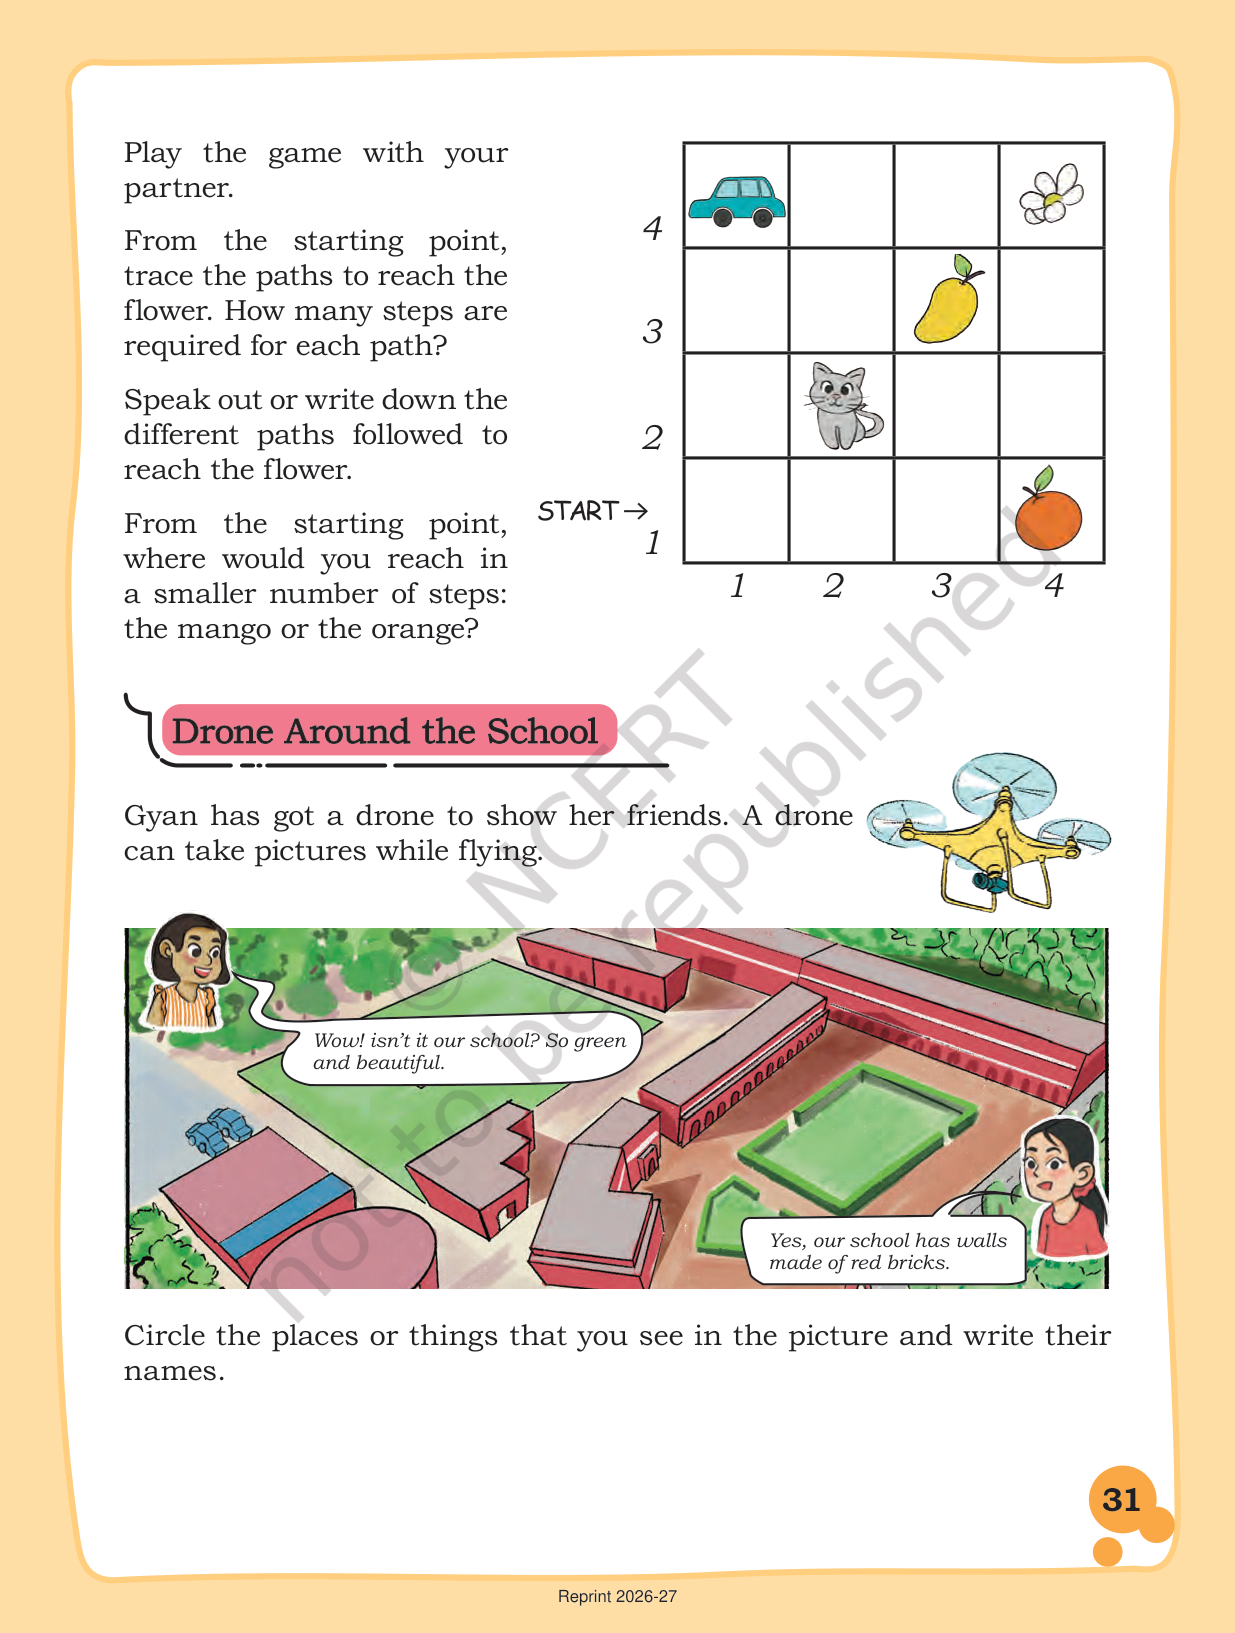 Play the game with your
partner.
From the starting point,
trace the paths to reach the
flower. How many steps are
required for each path?
Speak out or write down the
different paths followed to
reach the flower.
From the starting point,
where would you reach in
a smaller number of steps:
the mango or the orange?
4
3
2
START→
1
1 2 3 4
Drone Around the School
Gyan has got a drone to show her friends. A drone
can take pictures while flying.
Wow! isn't it our school? So green
and beautiful.
Yes, our school has walls
made of red bricks.
Circle the places or things that you see in the picture and write their
names.
© NCERT
not to be republished
31
Reprint 2026-27